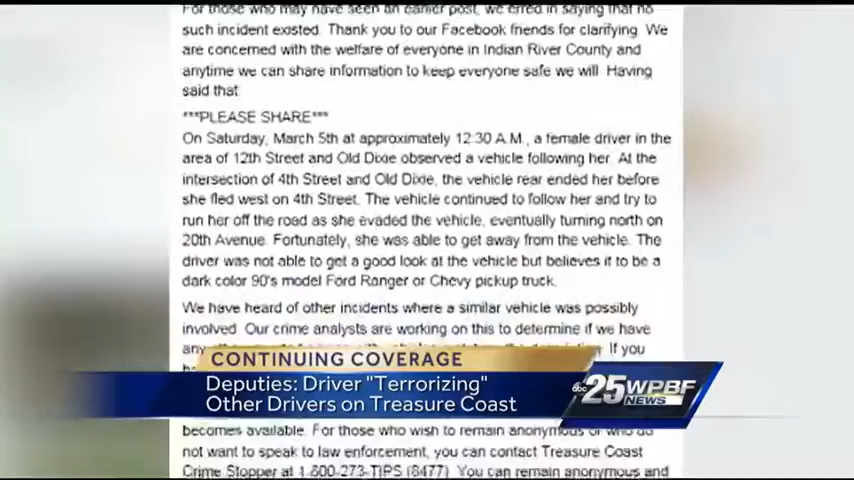 For those who may have seen an earlier post, we erred in saying that no
such incident existed. Thank you to our Facebook friends for clarifying. We
are concerned with the welfare of everyone in Indian River County and
anytime we can share information to keep everyone safe we will. Having
said that
***PLEASE SHARE***
On Saturday, March 5th at approximately 12:30 A.M., a female driver in the
area of 12th Street and Old Dixie observed a vehicle following her. At the
intersection of 4th Street and Old Dixie, the vehicle rear ended her before
she fled west on 4th Street. The vehicle continued to follow her and try to
run her off the road as she evaded the vehicle, eventually turning north on
20th Avenue. Fortunately, she was able to get away from the vehicle. The
driver was not able to get a good look at the vehicle but believes it to be a
dark color 90's model Ford Ranger or Chevy pickup truck.
We have heard of other incidents where a similar vehicle was possibly
involved. Our crime analysts are working on this to determine if we have
any If you
CONTINUING COVERAGE
Deputies: Driver "Terrorizing"
Other Drivers on Treasure Coast
abc 25 WPBF
NEWS
becomes available. For those who wish to remain anonymous or who do
not want to speak to law enforcement, you can contact Treasure Coast
Crime Stopper at 1-800-273-TIPS (8477). You can remain anonymous and